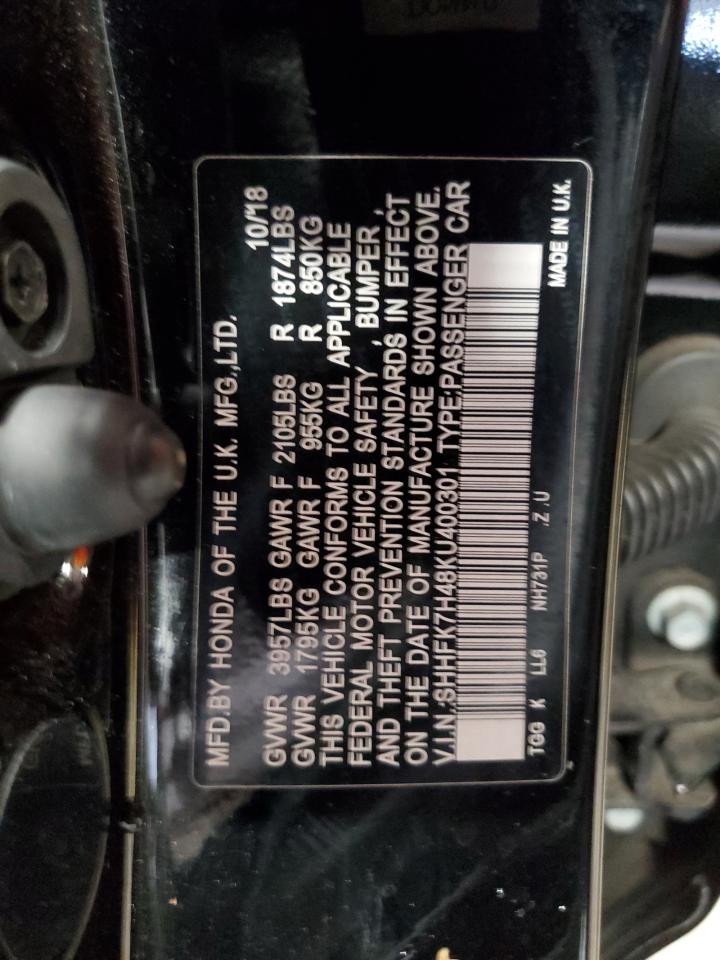 MFD.BY HONDA OF THE U.K. MFG.,LTD.
10/18
GVWR 3957LBS GAWR F 2105LBS R 1874LBS
GVWR 1795KG GAWR F 955KG R 850KG
THIS VEHICLE CONFORMS TO ALL APPLICABLE
FEDERAL MOTOR VEHICLE SAFETY , BUMPER ,
AND THEFT PREVENTION STANDARDS IN EFFECT
ON THE DATE OF MANUFACTURE SHOWN ABOVE.
V.I.N.:SHHFK7H48KU400301 TYPE:PASSENGER CAR
TGG K LL6 NH731P .Z .U
MADE IN U.K.